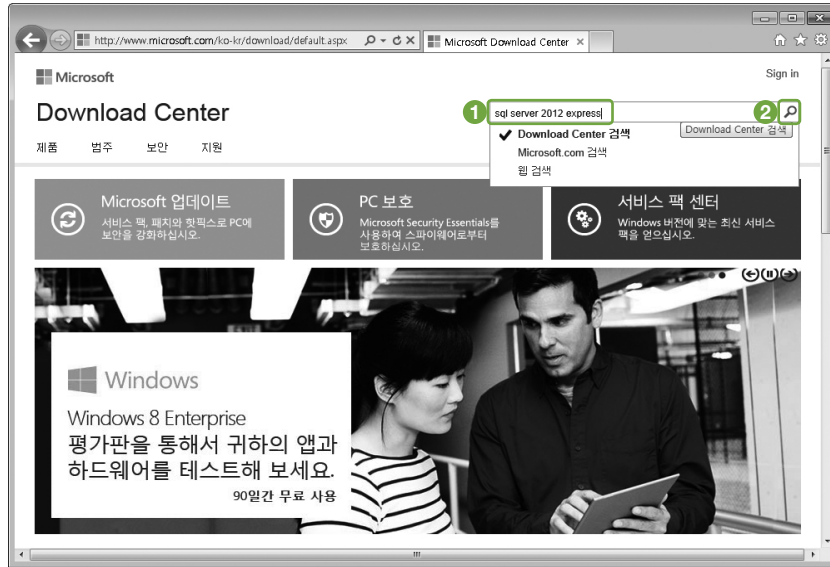 http://www.microsoft.com/ko-kr/download/default.aspx
Microsoft Download Center
Microsoft
Sign in
Download Center
1
sql server 2012 express
2
Download Center 검색
Download Center 검색
Microsoft.com 검색
웹 검색
제품 범주 보안 지원
Microsoft 업데이트
서비스 팩, 패치와 핫픽스로 PC에
보안을 강화하십시오.
PC 보호
Microsoft Security Essentials를
사용하여 스파이웨어로부터
보호하십시오.
서비스 팩 센터
Windows 버전에 맞는 최신 서비스
팩을 얻으십시오.
Windows
Windows 8 Enterprise
평가판을 통해서 귀하의 앱과
하드웨어를 테스트해 보세요.
90일간 무료 사용